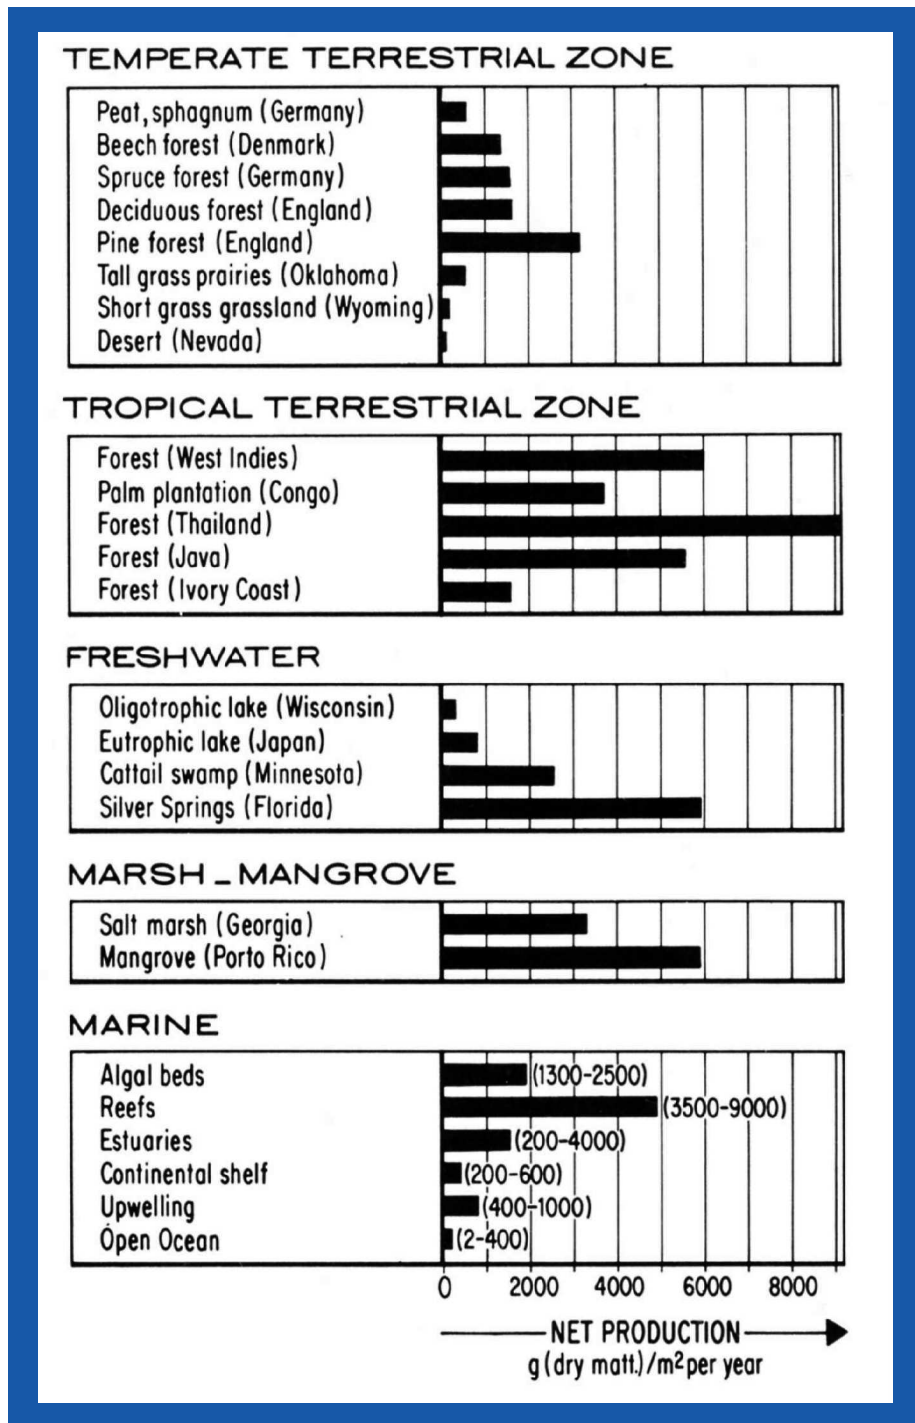 TEMPERATE TERRESTRIAL ZONE
Peat, sphagnum (Germany)
Beech forest (Denmark)
Spruce forest (Germany)
Deciduous forest (England)
Pine forest (England)
Tall grass prairies (Oklahoma)
Short grass grassland (Wyoming)
Desert (Nevada)
TROPICAL TERRESTRIAL ZONE
Forest (West Indies)
Palm plantation (Congo)
Forest (Thailand)
Forest (Java)
Forest (Ivory Coast)
FRESHWATER
Oligotrophic lake (Wisconsin)
Eutrophic lake (Japan)
Cattail swamp (Minnesota)
Silver Springs (Florida)
MARSH – MANGROVE
Salt marsh (Georgia)
Mangrove (Porto Rico)
MARINE
Algal beds (1300-2500)
Reefs (3500-9000)
Estuaries (200-4000)
Continental shelf (200-600)
Upwelling (400-1000)
Open Ocean (2-400)
0 2000 4000 6000 8000
NET PRODUCTION
g (dry matt.)/m² per year